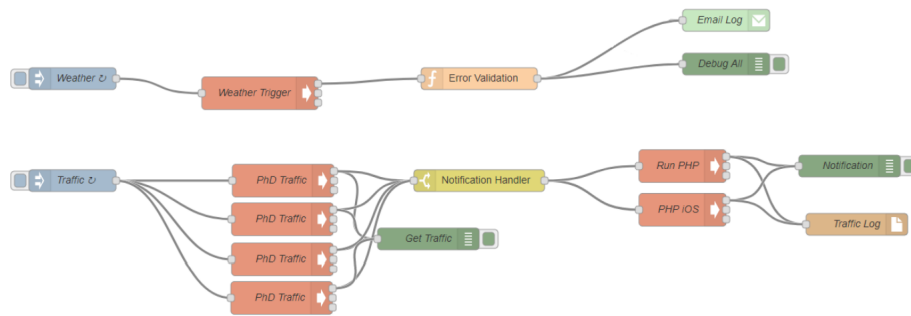 Email Log
Weather ↻
Weather Trigger
Error Validation
Debug All
Traffic ↻
PhD Traffic
Notification Handler
Run PHP
Notification
PhD Traffic
PHP iOS
Get Traffic
Traffic Log
PhD Traffic
PhD Traffic